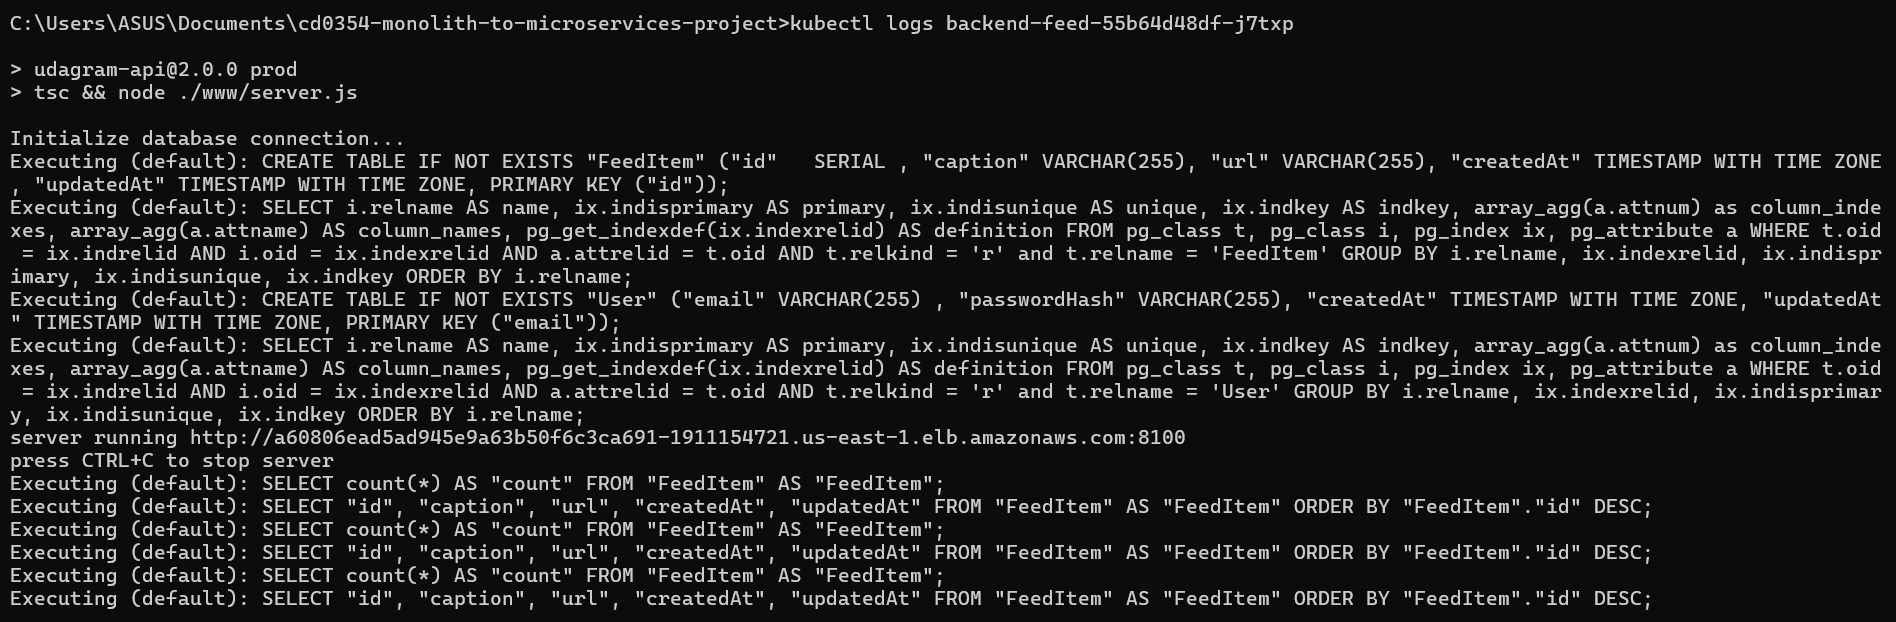 C:\Users\ASUS\Documents\cd0354-monolith-to-microservices-project>kubectl logs backend-feed-55b64d48df-j7txp
> udagram-api@2.0.0 prod
> tsc && node ./www/server.js
Initialize database connection...
Executing (default): CREATE TABLE IF NOT EXISTS "FeedItem" ("id"   SERIAL , "caption" VARCHAR(255), "url" VARCHAR(255), "createdAt" TIMESTAMP WITH TIME ZONE
, "updatedAt" TIMESTAMP WITH TIME ZONE, PRIMARY KEY ("id"));
Executing (default): SELECT i.relname AS name, ix.indisprimary AS primary, ix.indisunique AS unique, ix.indkey AS indkey, array_agg(a.attnum) as column_inde
xes, array_agg(a.attname) AS column_names, pg_get_indexdef(ix.indexrelid) AS definition FROM pg_class t, pg_class i, pg_index ix, pg_attribute a WHERE t.oid
 = ix.indrelid AND i.oid = ix.indexrelid AND a.attrelid = t.oid AND t.relkind = 'r' and t.relname = 'FeedItem' GROUP BY i.relname, ix.indexrelid, ix.indispr
imary, ix.indisunique, ix.indkey ORDER BY i.relname;
Executing (default): CREATE TABLE IF NOT EXISTS "User" ("email" VARCHAR(255) , "passwordHash" VARCHAR(255), "createdAt" TIMESTAMP WITH TIME ZONE, "updatedAt
" TIMESTAMP WITH TIME ZONE, PRIMARY KEY ("email"));
Executing (default): SELECT i.relname AS name, ix.indisprimary AS primary, ix.indisunique AS unique, ix.indkey AS indkey, array_agg(a.attnum) as column_inde
xes, array_agg(a.attname) AS column_names, pg_get_indexdef(ix.indexrelid) AS definition FROM pg_class t, pg_class i, pg_index ix, pg_attribute a WHERE t.oid
 = ix.indrelid AND i.oid = ix.indexrelid AND a.attrelid = t.oid AND t.relkind = 'r' and t.relname = 'User' GROUP BY i.relname, ix.indexrelid, ix.indisprimar
y, ix.indisunique, ix.indkey ORDER BY i.relname;
server running http://a60806ead5ad945e9a63b50f6c3ca691-1911154721.us-east-1.elb.amazonaws.com:8100
press CTRL+C to stop server
Executing (default): SELECT count(*) AS "count" FROM "FeedItem" AS "FeedItem";
Executing (default): SELECT "id", "caption", "url", "createdAt", "updatedAt" FROM "FeedItem" AS "FeedItem" ORDER BY "FeedItem"."id" DESC;
Executing (default): SELECT count(*) AS "count" FROM "FeedItem" AS "FeedItem";
Executing (default): SELECT "id", "caption", "url", "createdAt", "updatedAt" FROM "FeedItem" AS "FeedItem" ORDER BY "FeedItem"."id" DESC;
Executing (default): SELECT count(*) AS "count" FROM "FeedItem" AS "FeedItem";
Executing (default): SELECT "id", "caption", "url", "createdAt", "updatedAt" FROM "FeedItem" AS "FeedItem" ORDER BY "FeedItem"."id" DESC;